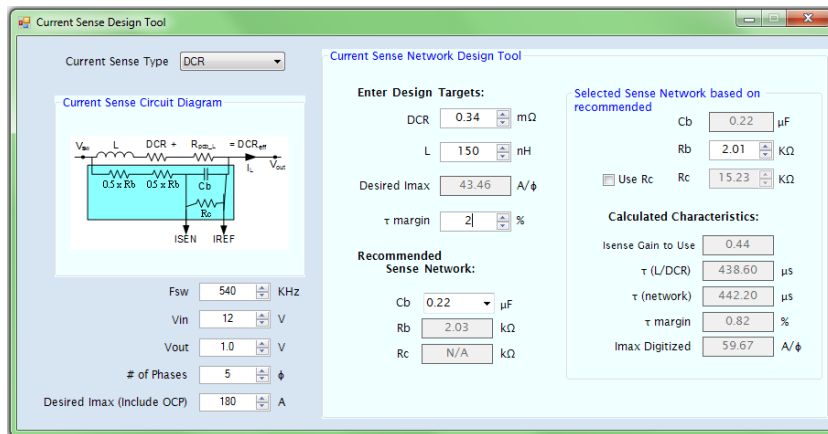 Current Sense Design Tool
Current Sense Type DCR
Current Sense Circuit Diagram
Vsw L DCR + Rpcb_L = DCReff
IL Vout
0.5 x Rb 0.5 x Rb Cb
Rc
ISEN IREF
Fsw 540 KHz
Vin 12 V
Vout 1.0 V
# of Phases 5 ϕ
Desired Imax (Include OCP) 180 A
Current Sense Network Design Tool
Enter Design Targets:
DCR 0.34 mΩ
L 150 nH
Desired Imax 43.46 A/ϕ
τ margin 2 %
Recommended
Sense Network:
Cb 0.22 μF
Rb 2.03 kΩ
Rc N/A kΩ
Selected Sense Network based on
recommended
Cb 0.22 μF
Rb 2.01 KΩ
Use Rc Rc 15.23 KΩ
Calculated Characteristics:
Isense Gain to Use 0.44
τ (L/DCR) 438.60 μs
τ (network) 442.20 μs
τ margin 0.82 %
Imax Digitized 59.67 A/ϕ